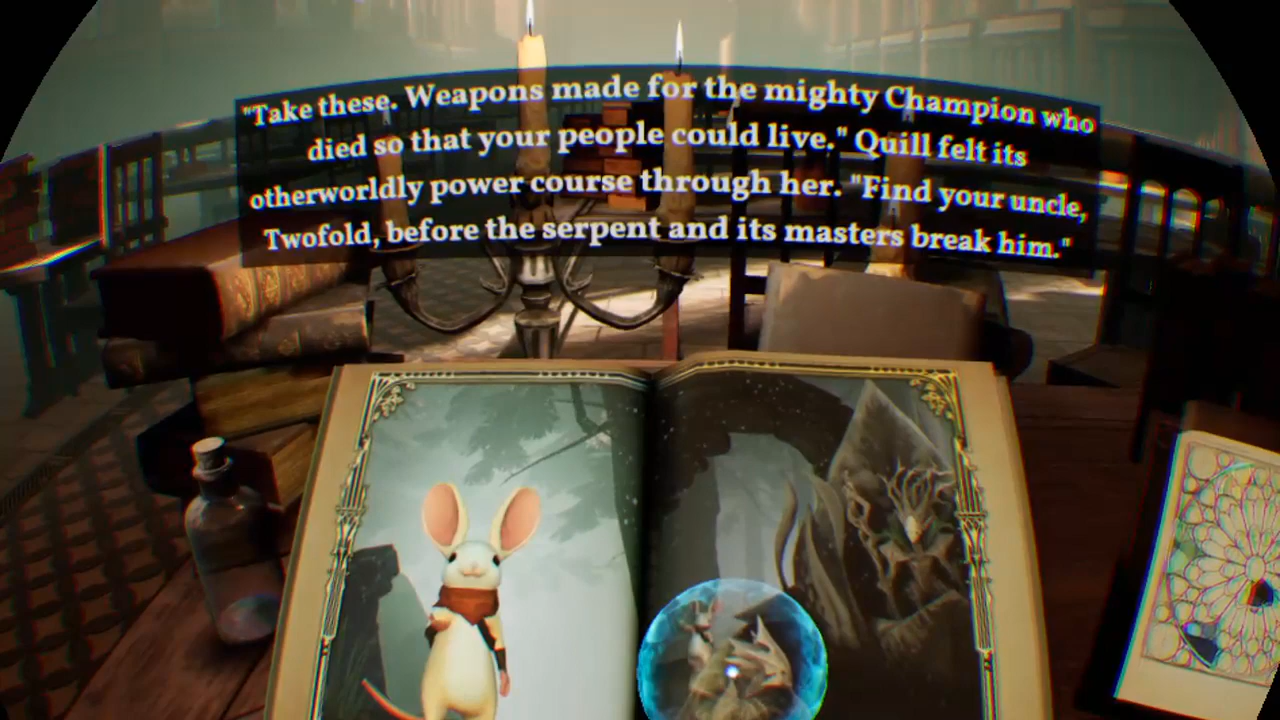 "Take these. Weapons made for the mighty Champion who
died so that your people could live." Quill felt its
otherworldly power course through her. "Find your uncle,
Twofold, before the serpent and its masters break him."